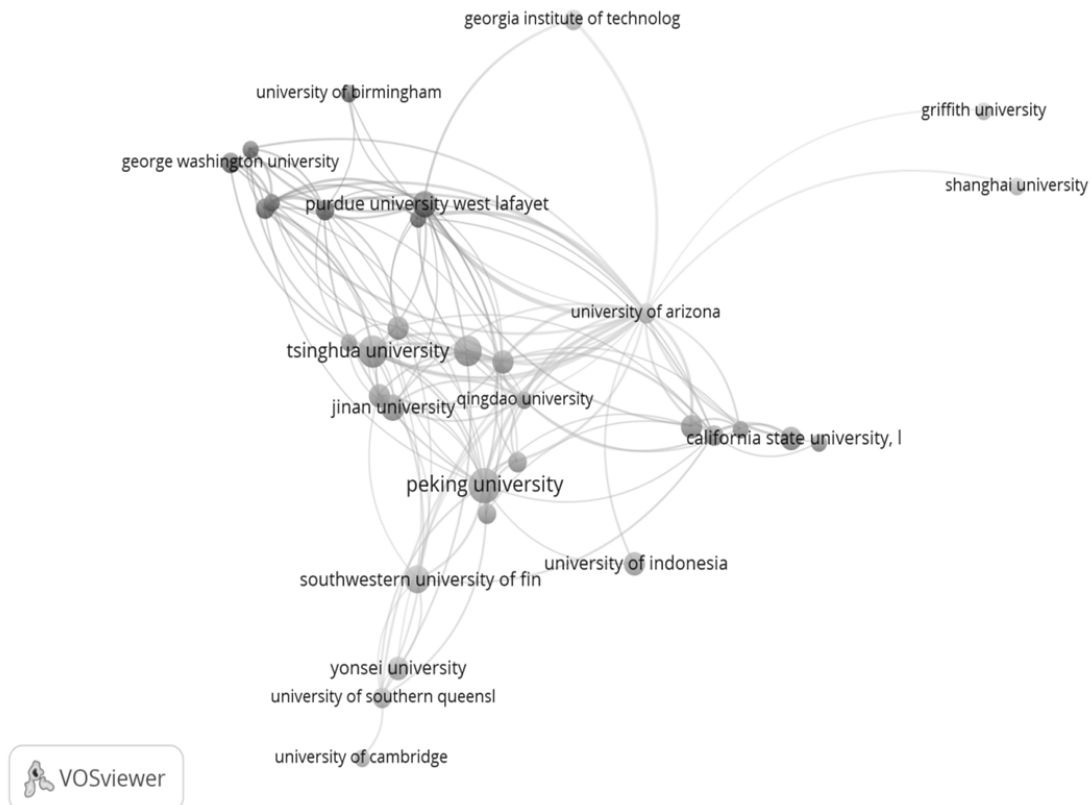 georgia institute of technolog
university of birmingham
griffith university
george washington university
shanghai university
purdue university west lafayet
university of arizona
tsinghua university
qingdao university
jinan university
california state university, l
peking university
university of indonesia
southwestern university of fin
yonsei university
university of southern queensl
university of cambridge
VOSviewer